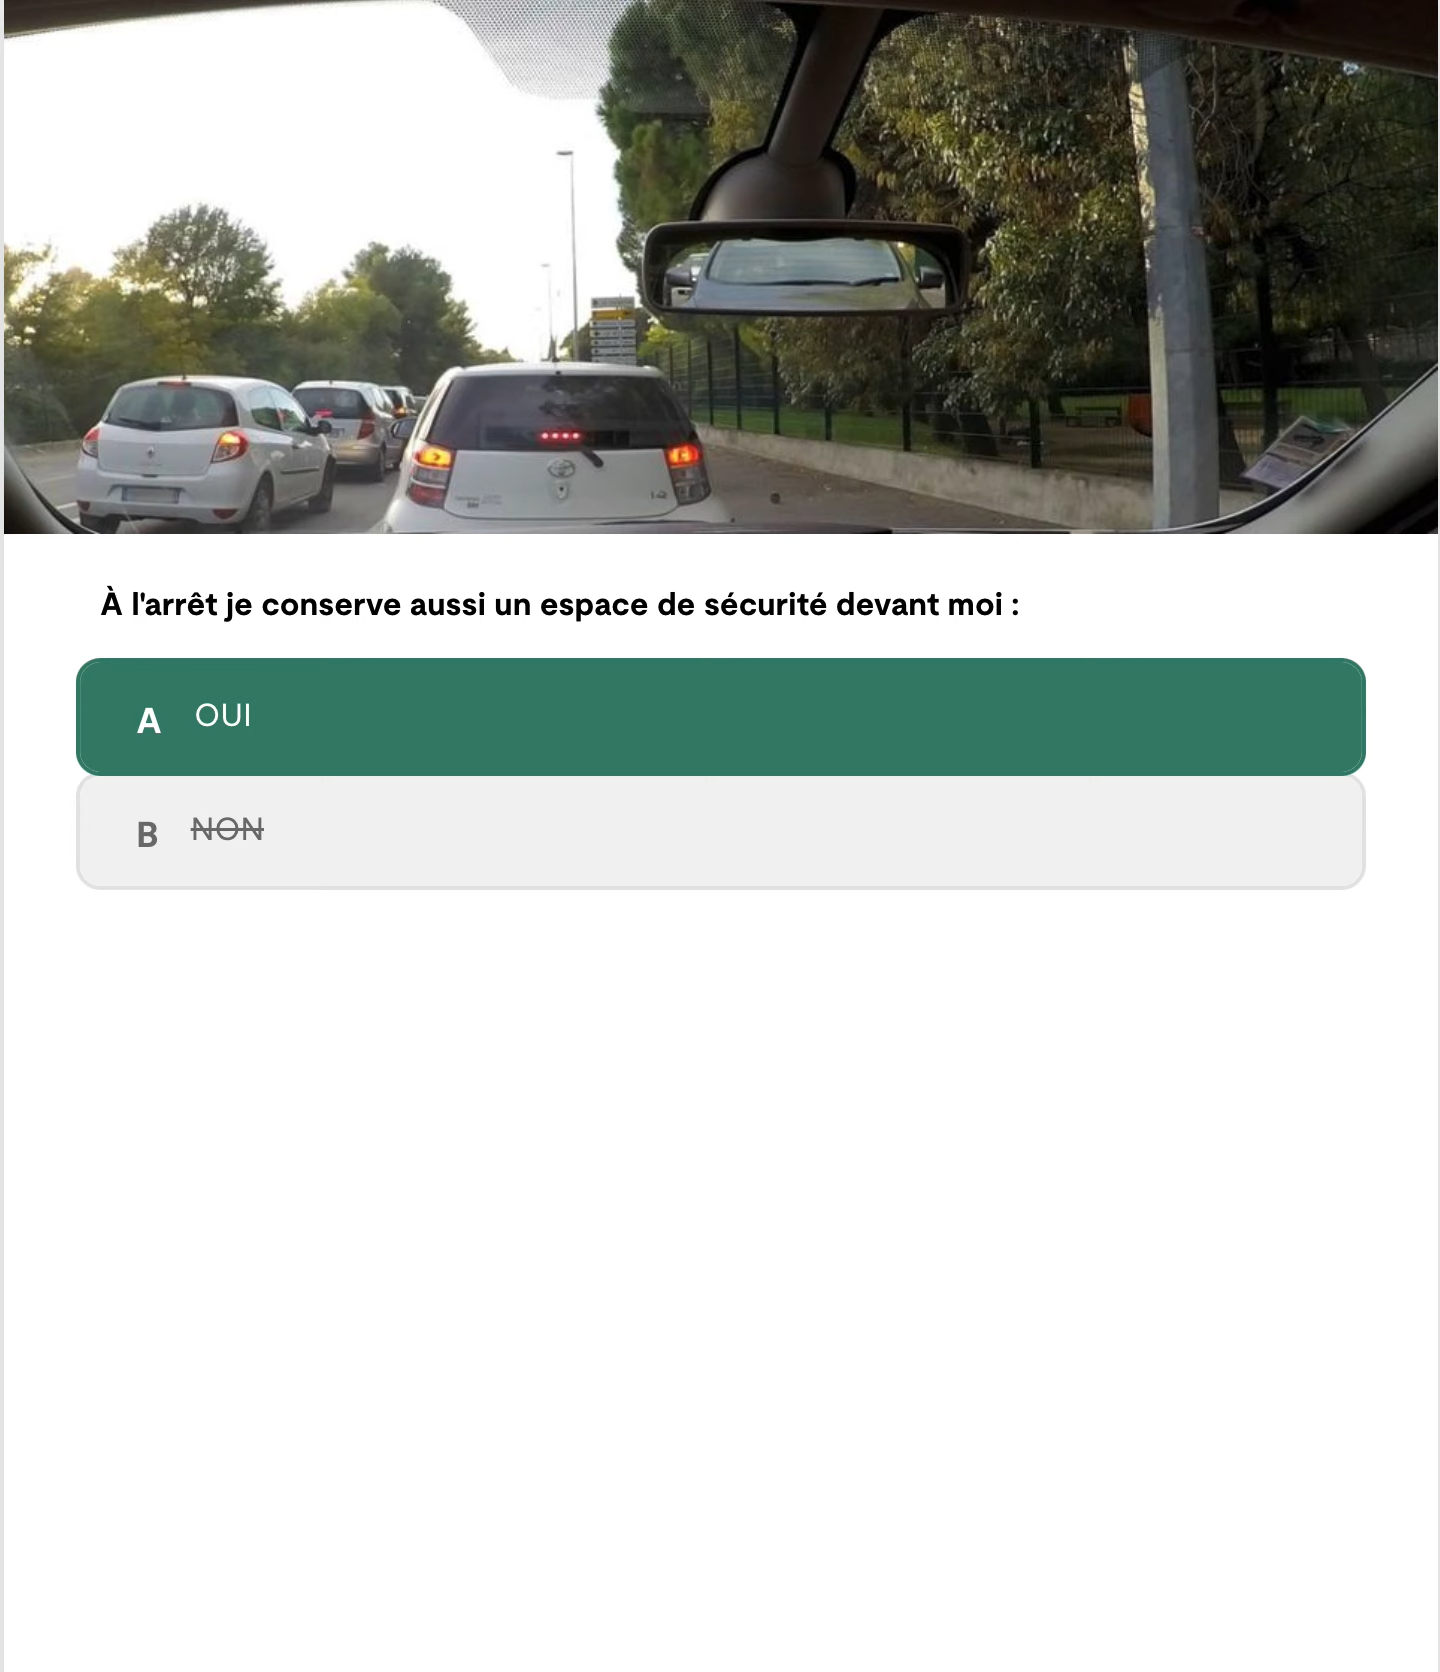 À l'arrêt je conserve aussi un espace de sécurité devant moi :
A OUI
B NON